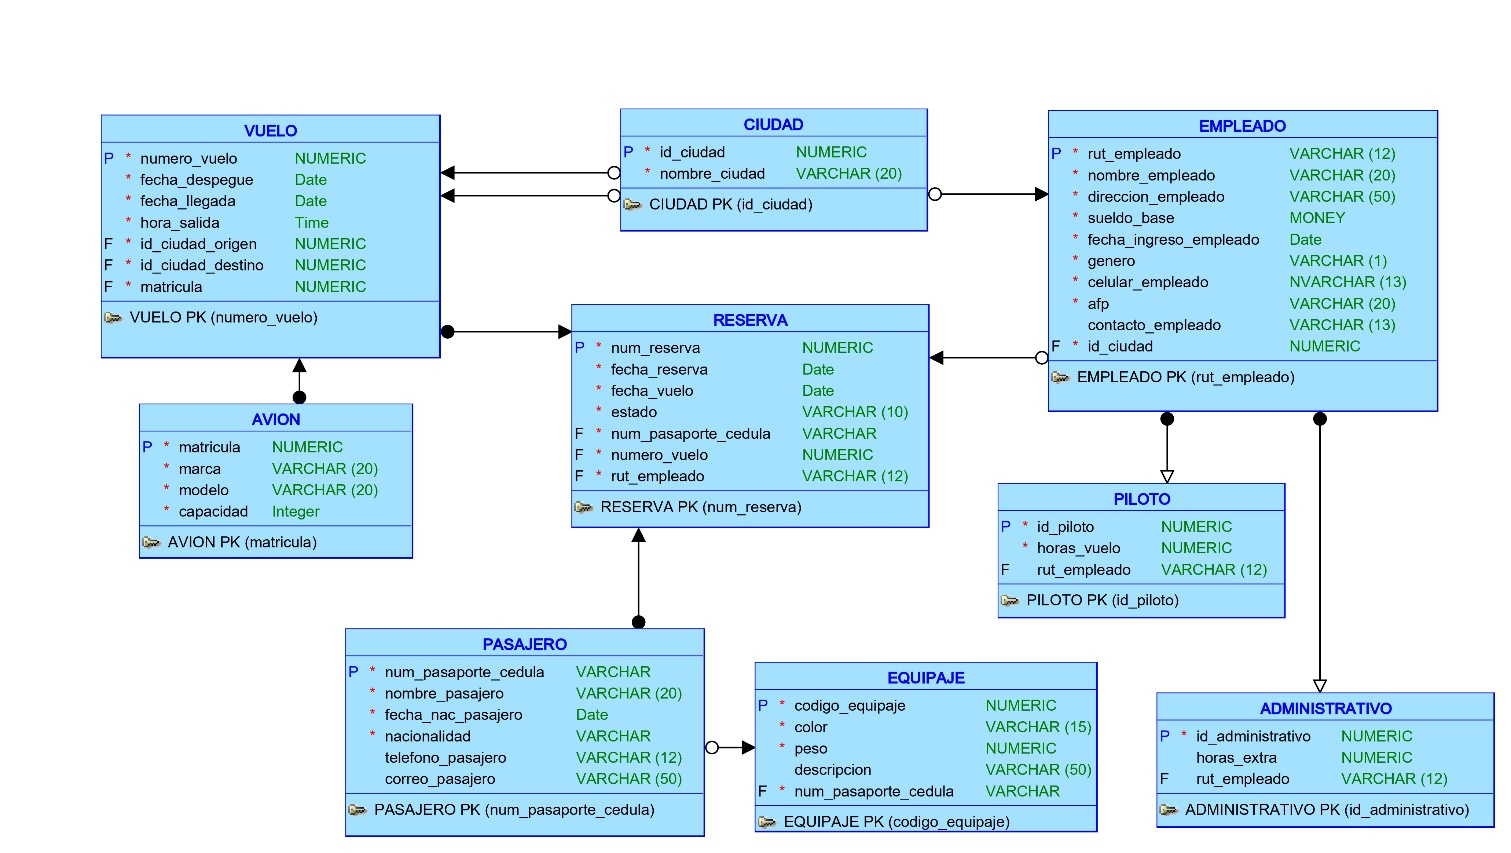 VUELO
P * numero_vuelo NUMERIC
* fecha_despegue Date
* fecha_llegada Date
* hora_salida Time
F * id_ciudad_origen NUMERIC
F * id_ciudad_destino NUMERIC
F * matricula NUMERIC
VUELO PK (numero_vuelo)
CIUDAD
P * id_ciudad NUMERIC
* nombre_ciudad VARCHAR (20)
CIUDAD PK (id_ciudad)
EMPLEADO
P * rut_empleado VARCHAR (12)
* nombre_empleado VARCHAR (20)
* direccion_empleado VARCHAR (50)
* sueldo_base MONEY
* fecha_ingreso_empleado Date
* genero VARCHAR (1)
* celular_empleado NVARCHAR (13)
* afp VARCHAR (20)
contacto_empleado VARCHAR (13)
F * id_ciudad NUMERIC
EMPLEADO PK (rut_empleado)
RESERVA
P * num_reserva NUMERIC
* fecha_reserva Date
* fecha_vuelo Date
* estado VARCHAR (10)
F * num_pasaporte_cedula VARCHAR
F * numero_vuelo NUMERIC
F * rut_empleado VARCHAR (12)
RESERVA PK (num_reserva)
AVION
P * matricula NUMERIC
* marca VARCHAR (20)
* modelo VARCHAR (20)
* capacidad Integer
AVION PK (matricula)
PILOTO
P * id_piloto NUMERIC
* horas_vuelo NUMERIC
F rut_empleado VARCHAR (12)
PILOTO PK (id_piloto)
PASAJERO
P * num_pasaporte_cedula VARCHAR
* nombre_pasajero VARCHAR (20)
* fecha_nac_pasajero Date
* nacionalidad VARCHAR
telefono_pasajero VARCHAR (12)
correo_pasajero VARCHAR (50)
PASAJERO PK (num_pasaporte_cedula)
EQUIPAJE
P * codigo_equipaje NUMERIC
* color VARCHAR (15)
* peso NUMERIC
descripcion VARCHAR (50)
F * num_pasaporte_cedula VARCHAR
EQUIPAJE PK (codigo_equipaje)
ADMINISTRATIVO
P * id_administrativo NUMERIC
horas_extra NUMERIC
F rut_empleado VARCHAR (12)
ADMINISTRATIVO PK (id_administrativo)